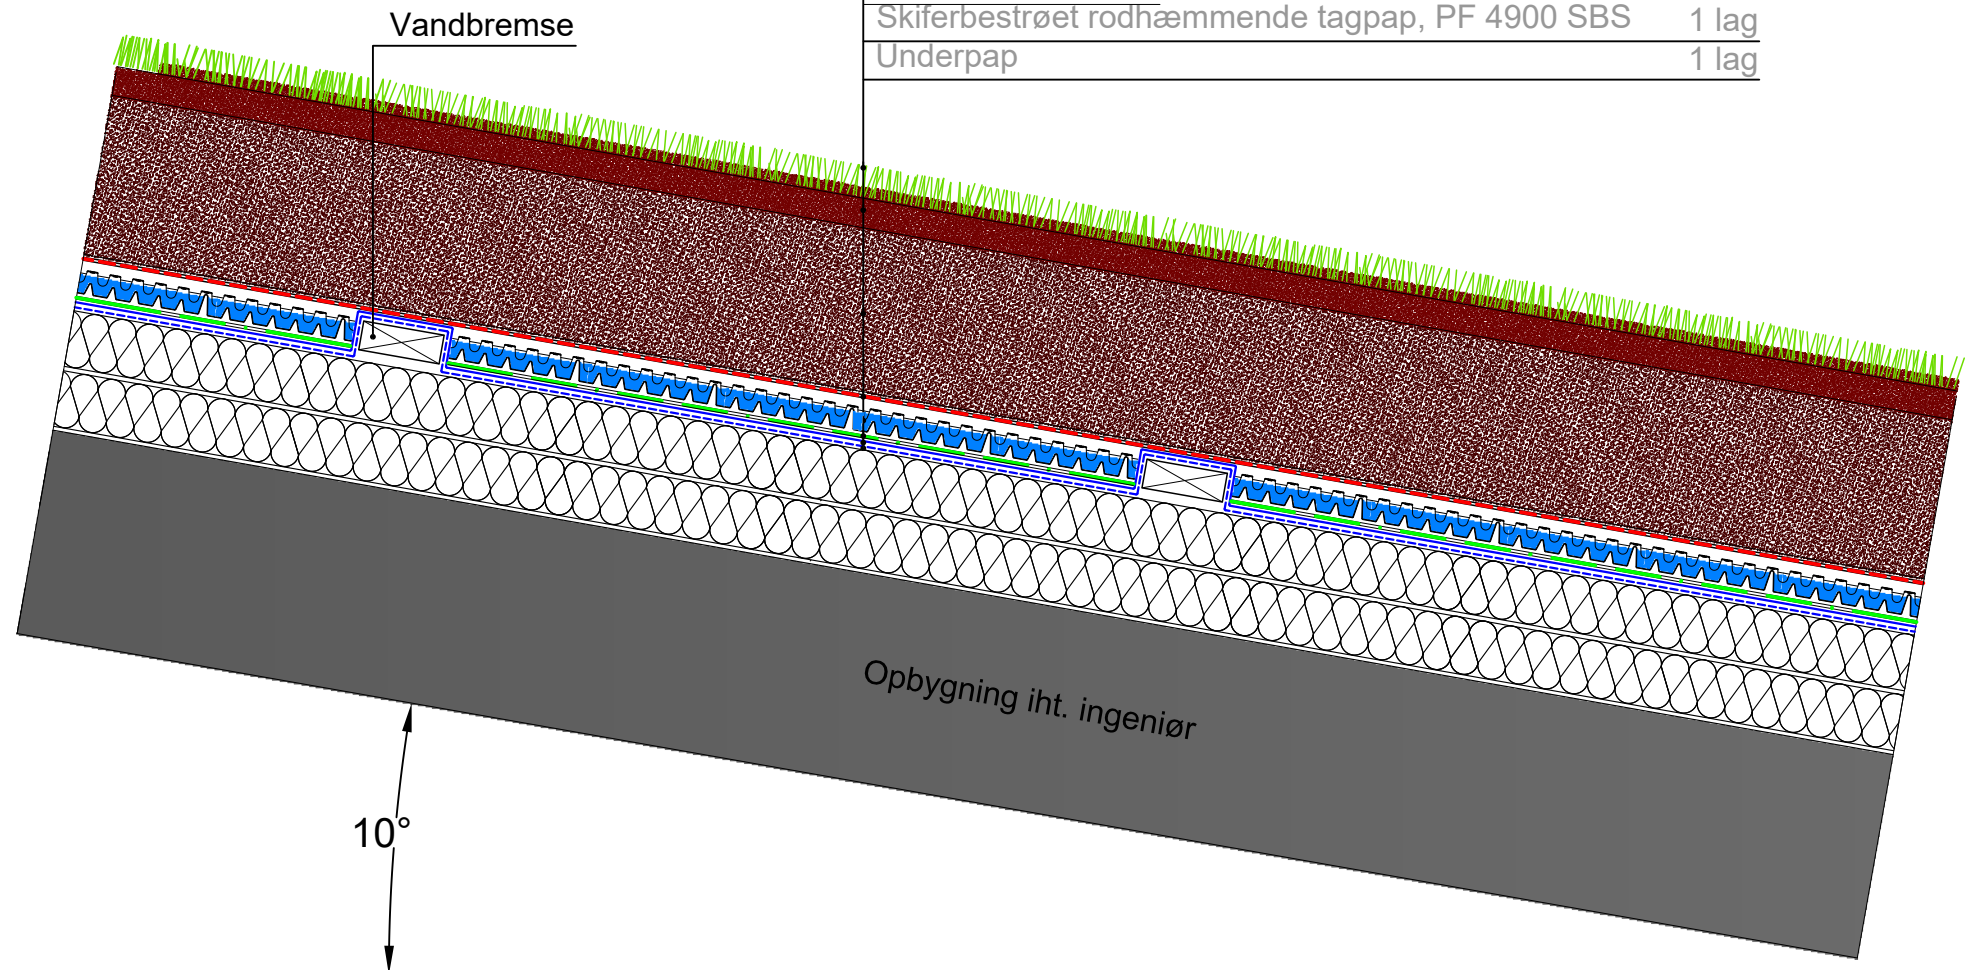 Vandbremse
Skiferbestrøet rodhæmmende tagpap, PF 4900 SBS 1 lag
Underpap 1 lag
Opbygning iht. ingeniør
10°